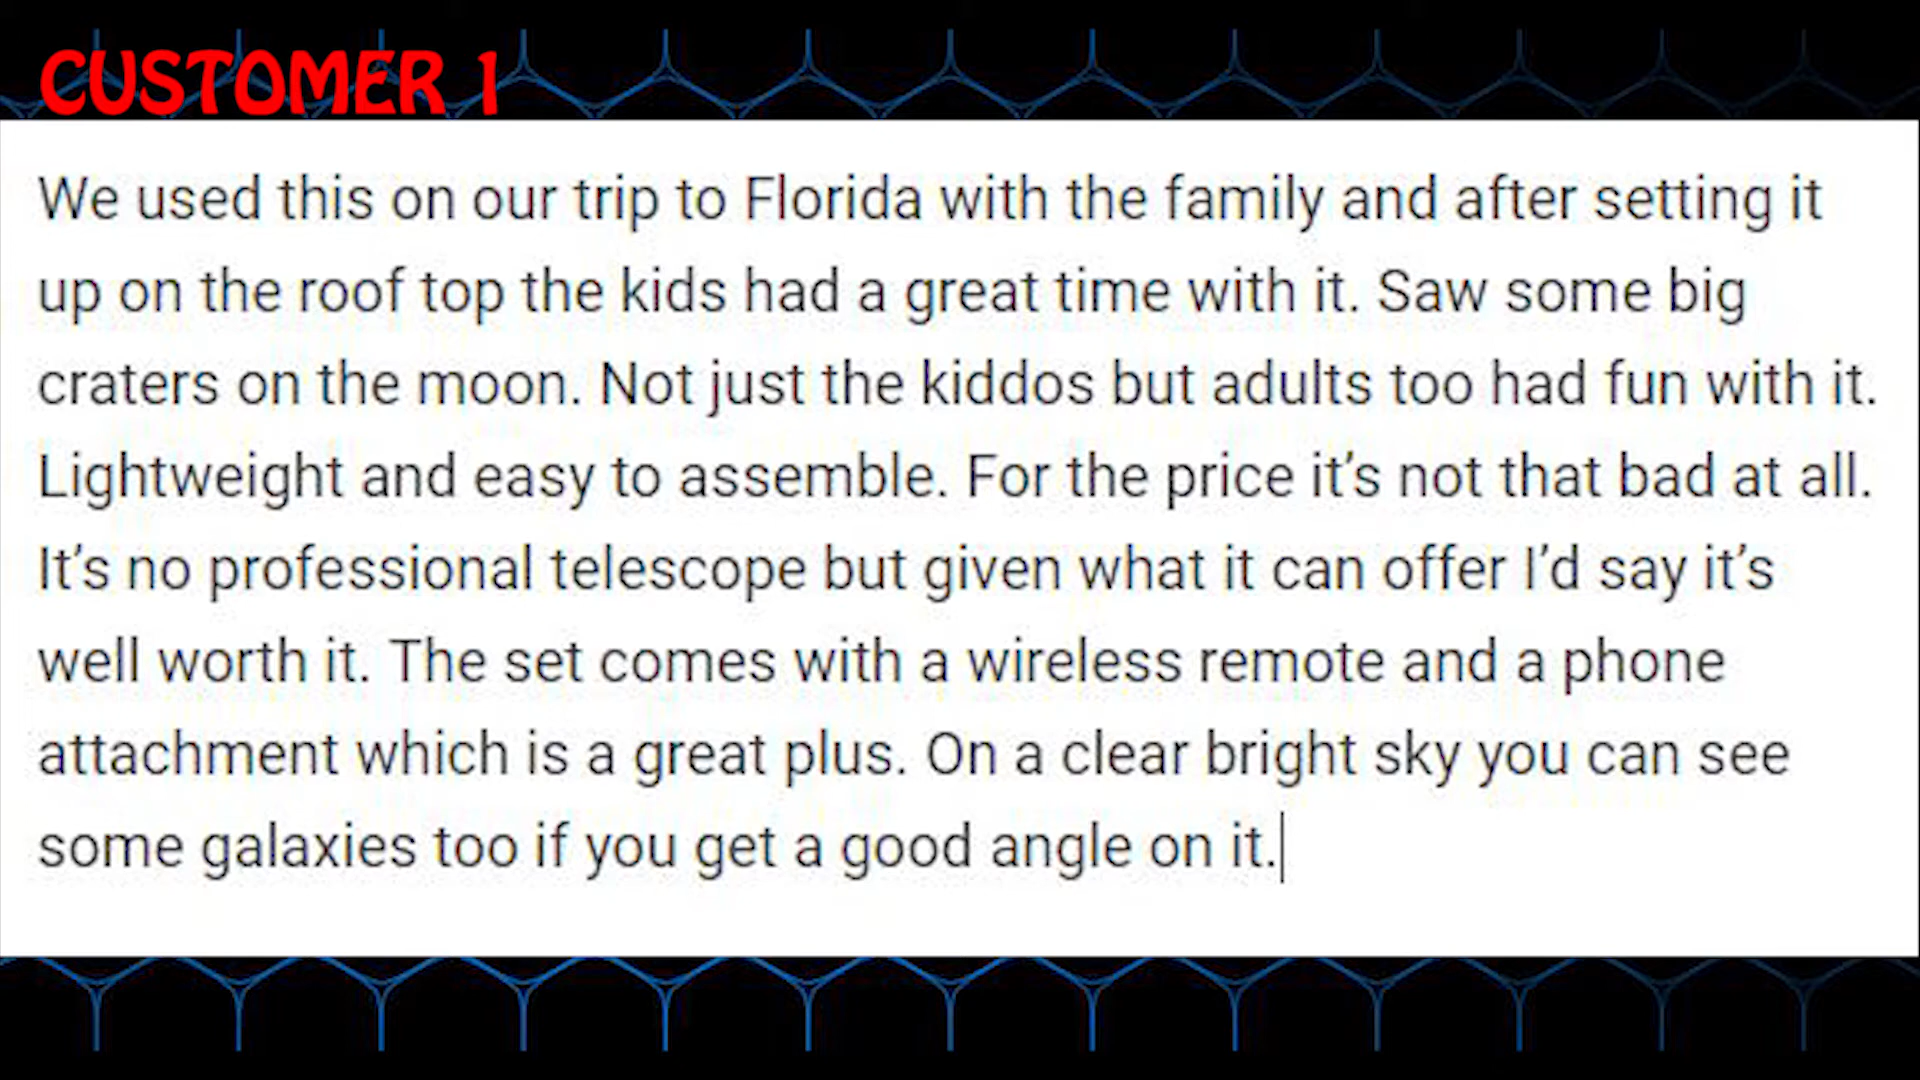 CUSTOMER 1
We used this on our trip to Florida with the family and after setting it
up on the roof top the kids had a great time with it. Saw some big
craters on the moon. Not just the kiddos but adults too had fun with it.
Lightweight and easy to assemble. For the price it’s not that bad at all.
It’s no professional telescope but given what it can offer I’d say it’s
well worth it. The set comes with a wireless remote and a phone
attachment which is a great plus. On a clear bright sky you can see
some galaxies too if you get a good angle on it.